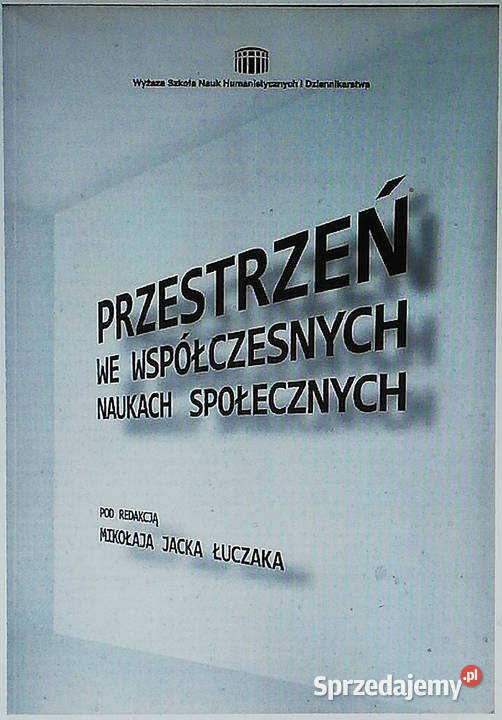 Wyższa Szkoła Nauk Humanistycznych i Dziennikarstwa
PRZESTRZEŃ
WE WSPÓŁCZESNYCH
NAUKACH SPOŁECZNYCH
POD REDAKCJĄ
MIKOŁAJA JACKA ŁUCZAKA
Sprzedajemy.pl